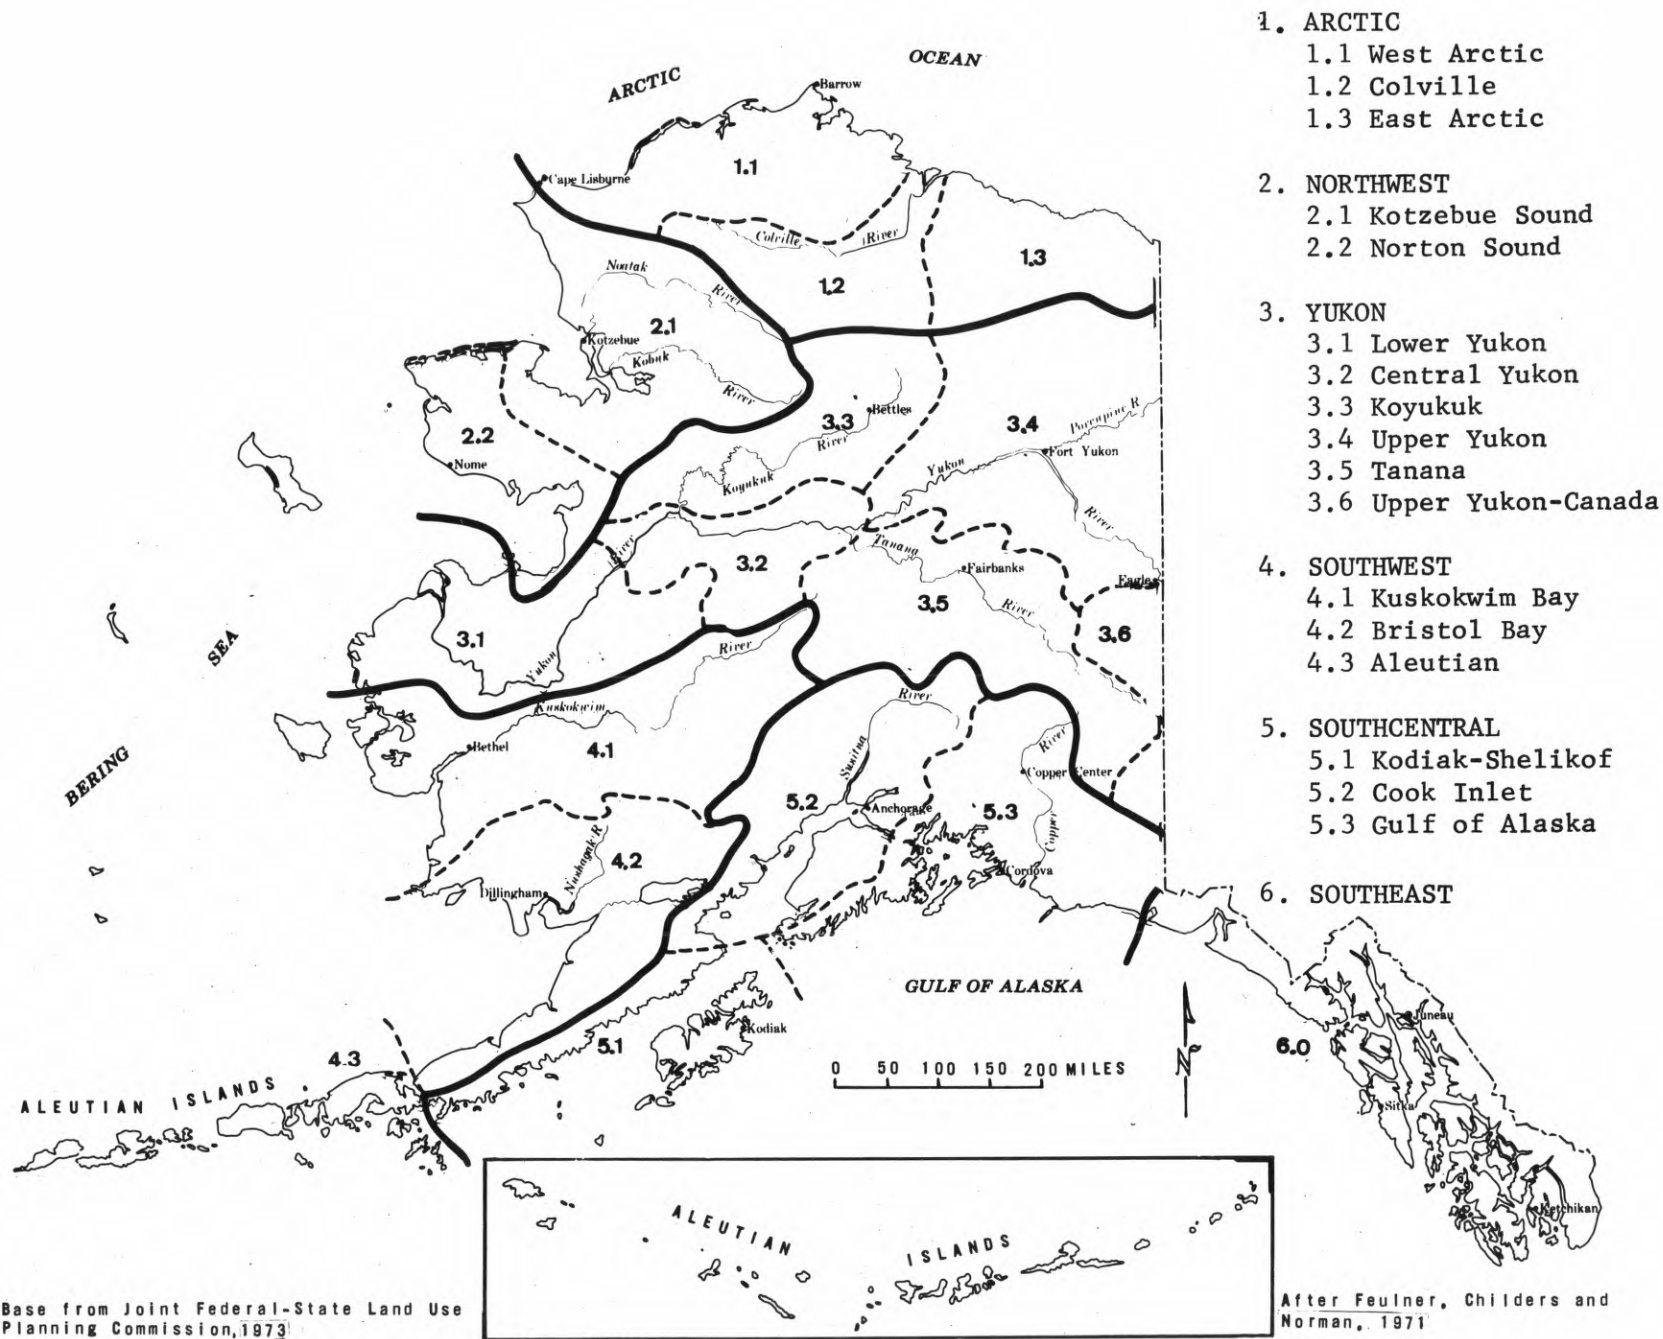 1. ARCTIC
1.1 West Arctic
1.2 Colville
1.3 East Arctic
2. NORTHWEST
2.1 Kotzebue Sound
2.2 Norton Sound
3. YUKON
3.1 Lower Yukon
3.2 Central Yukon
3.3 Koyukuk
3.4 Upper Yukon
3.5 Tanana
3.6 Upper Yukon-Canada
4. SOUTHWEST
4.1 Kuskokwim Bay
4.2 Bristol Bay
4.3 Aleutian
5. SOUTHCENTRAL
5.1 Kodiak-Shelikof
5.2 Cook Inlet
5.3 Gulf of Alaska
6. SOUTHEAST
ARCTIC OCEAN
Barrow
Cape Lisburne
1.1
Colville River
1.3
1.2
Noatak River
2.1
Kotzebue
Kobuk River
Bettles
3.3
River
Koyukuk
3.4
Porcupine R
Fort Yukon
Yukon
River
2.2
Nome
River
3.2
Tanana
Fairbanks
River
Eagle
3.5
3.6
3.1
Yukon
BERING SEA
River
Kuskokwim
Bethel
4.1
River
Susitna
River
Copper Center
5.2
Anchorage
5.3
Copper
Cordova
Nushagak R
4.2
Dillingham
GULF OF ALASKA
Kodiak
5.1
4.3
ALEUTIAN ISLANDS
0 50 100 150 200 MILES
N
6.0
Juneau
Sitka
Ketchikan
ALEUTIAN ISLANDS
Base from Joint Federal-State Land Use
Planning Commission, 1973
After Feulner, Childers and
Norman, 1971